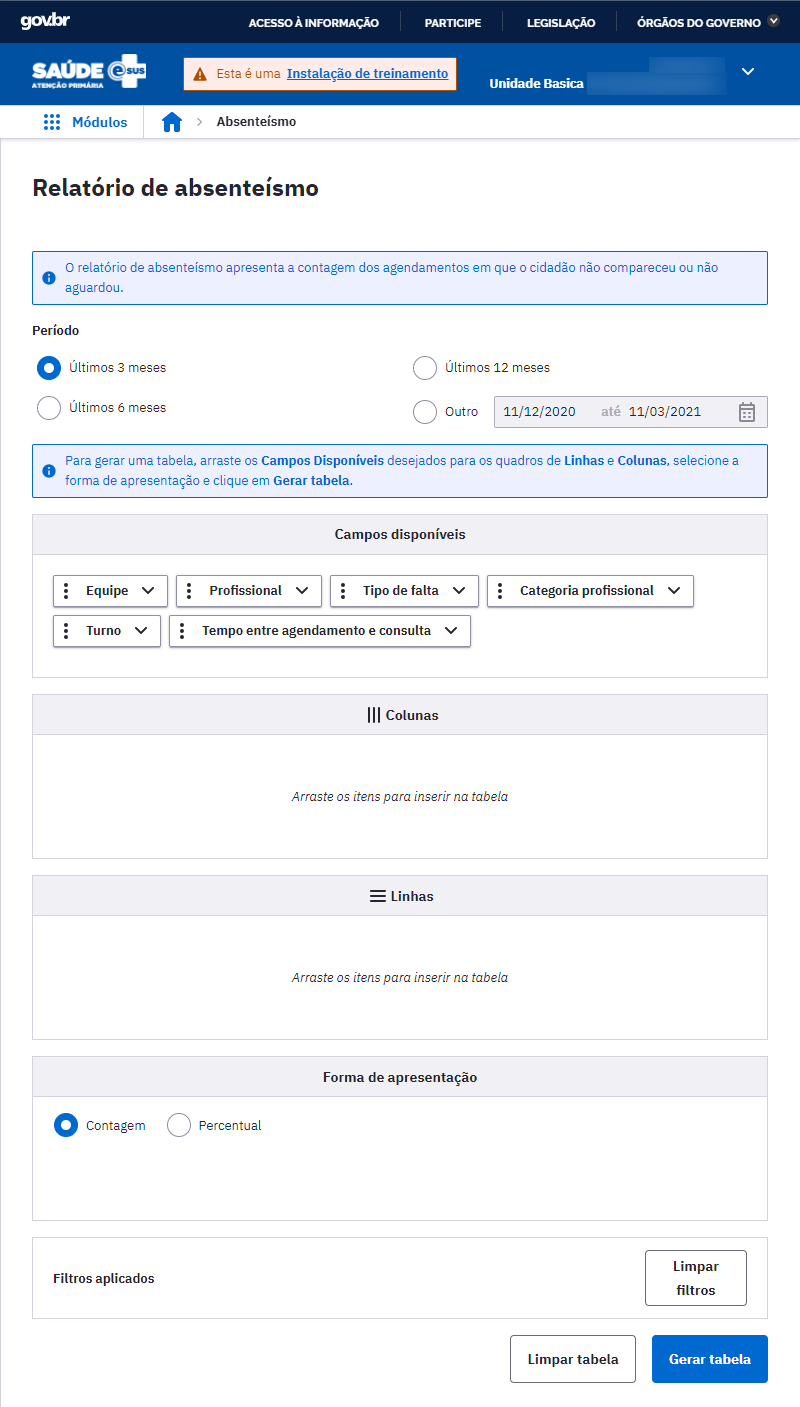 gov.br
ACESSO À INFORMAÇÃO PARTICIPE LEGISLAÇÃO ÓRGÃOS DO GOVERNO
SAÚDE e SUS
ATENÇÃO PRIMÁRIA
Esta é uma Instalação de treinamento
Unidade Basica
Módulos Absenteísmo
Relatório de absenteísmo
O relatório de absenteísmo apresenta a contagem dos agendamentos em que o cidadão não compareceu ou não
aguardou.
Período
Últimos 3 meses Últimos 12 meses
Últimos 6 meses Outro 11/12/2020 até 11/03/2021
Para gerar uma tabela, arraste os Campos Disponíveis desejados para os quadros de Linhas e Colunas, selecione a
forma de apresentação e clique em Gerar tabela.
Campos disponíveis
Equipe Profissional Tipo de falta Categoria profissional
Turno Tempo entre agendamento e consulta
Colunas
Arraste os itens para inserir na tabela
Linhas
Arraste os itens para inserir na tabela
Forma de apresentação
Contagem Percentual
Filtros aplicados
Limpar
filtros
Limpar tabela Gerar tabela